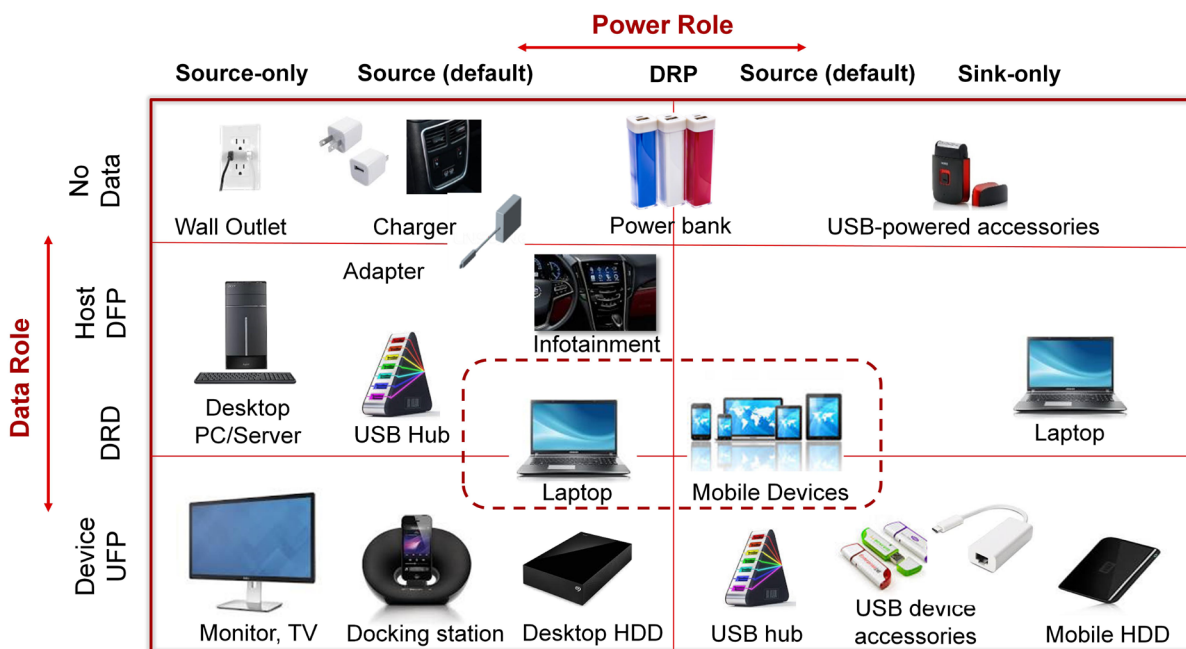 Power Role
Source-only
Source (default)
DRP
Source (default)
Sink-only
Data Role
No
Data
Wall Outlet
Charger
Power bank
USB-powered accessories
Host
DFP
Adapter
Infotainment
DRD
Desktop
PC/Server
USB Hub
Laptop
Mobile Devices
Laptop
Device
UFP
Monitor, TV
Docking station
Desktop HDD
USB hub
USB device
accessories
Mobile HDD